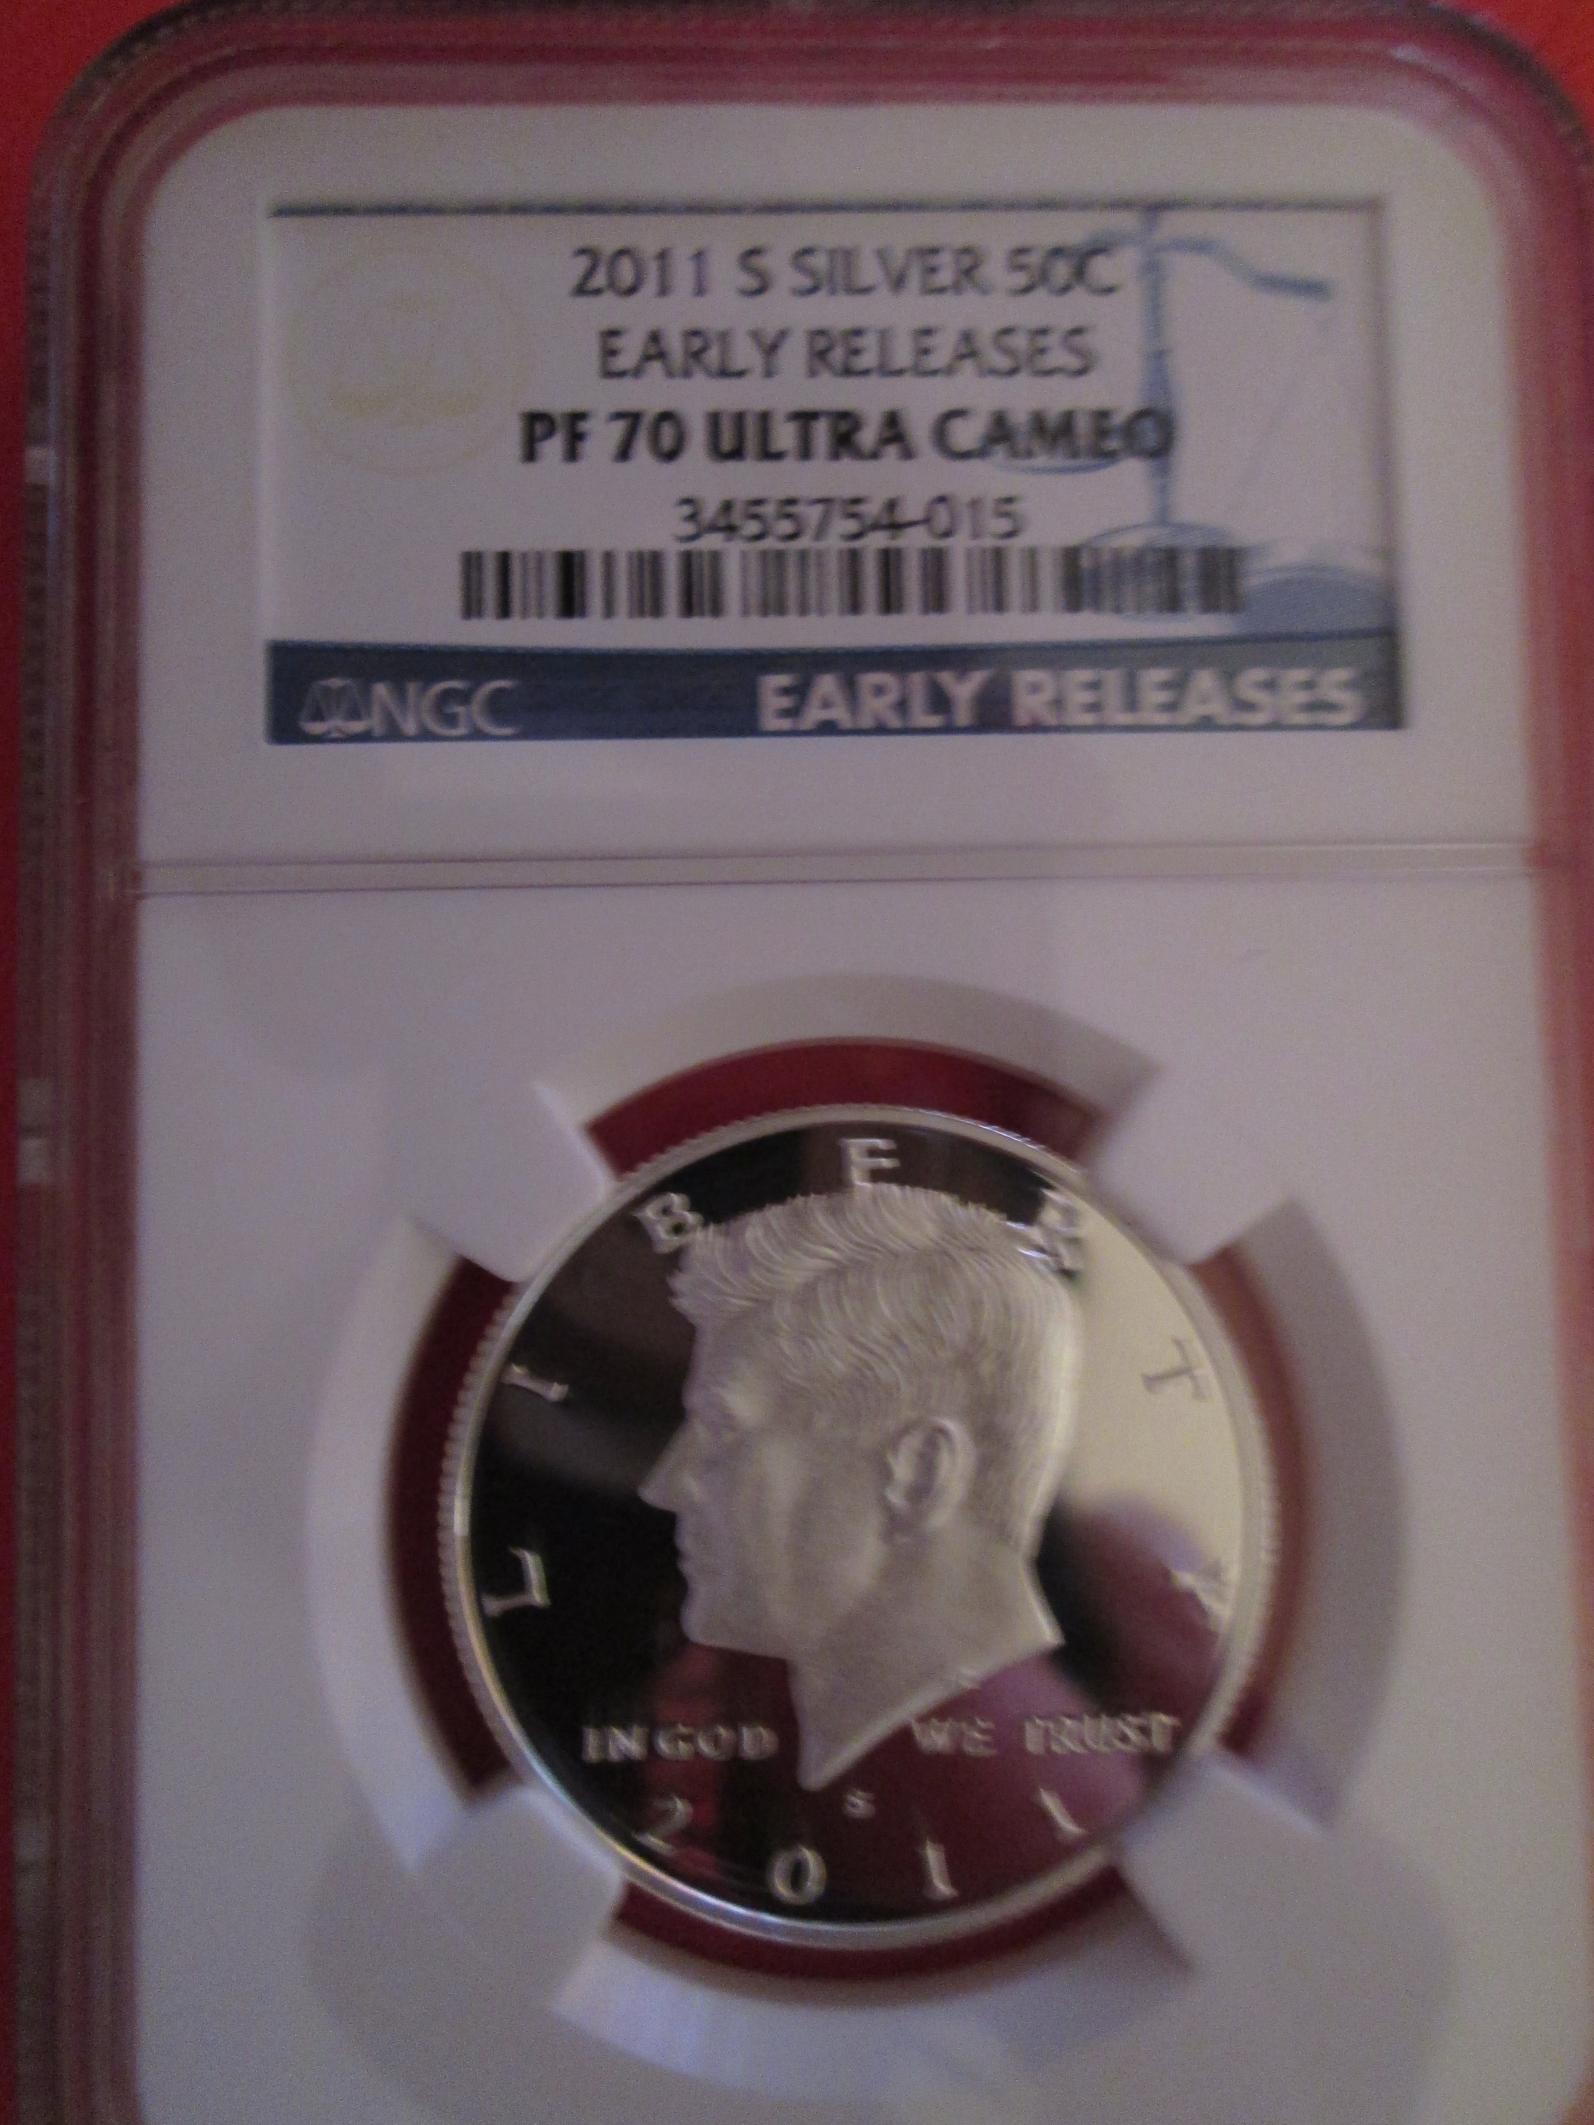 2011 S SILVER 50C
EARLY RELEASES
PF 70 ULTRA CAMEO
3455754-015
NGC EARLY RELEASES
LIBERTY
IN GOD WE TRUST
S
2011